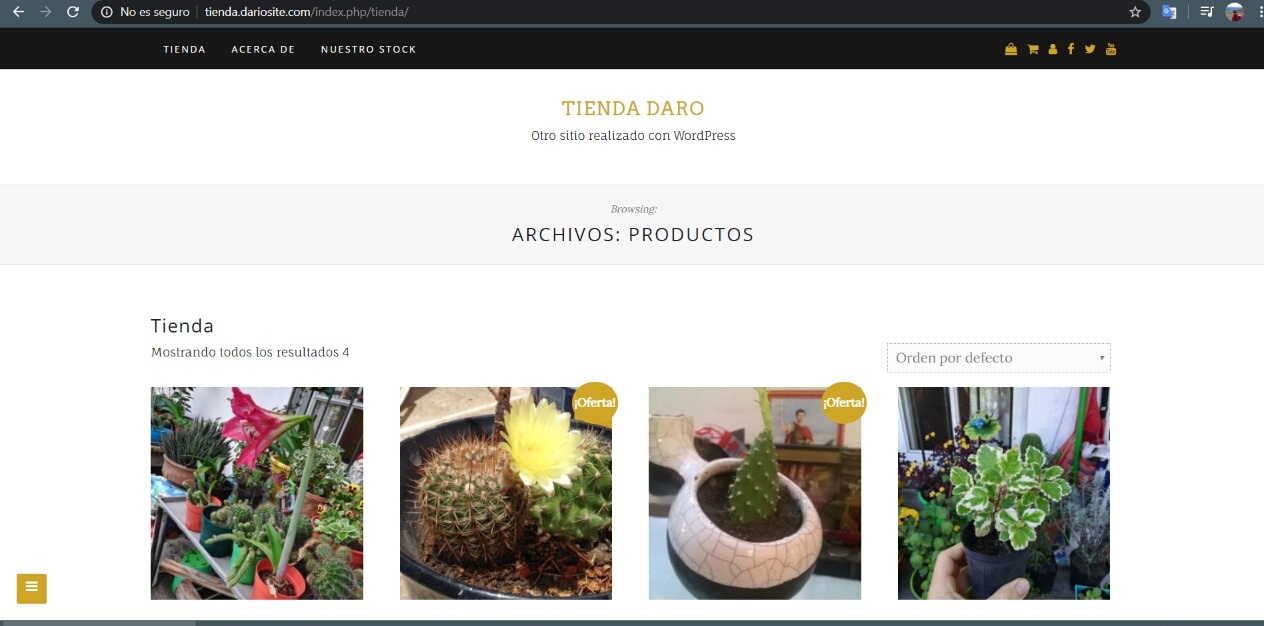 No es seguro tienda.dariosite.com/index.php/tienda/
TIENDA ACERCA DE NUESTRO STOCK
TIENDA DARO
Otro sitio realizado con WordPress
Browsing:
ARCHIVOS: PRODUCTOS
Tienda
Mostrando todos los resultados 4
Orden por defecto
¡Oferta!
¡Oferta!